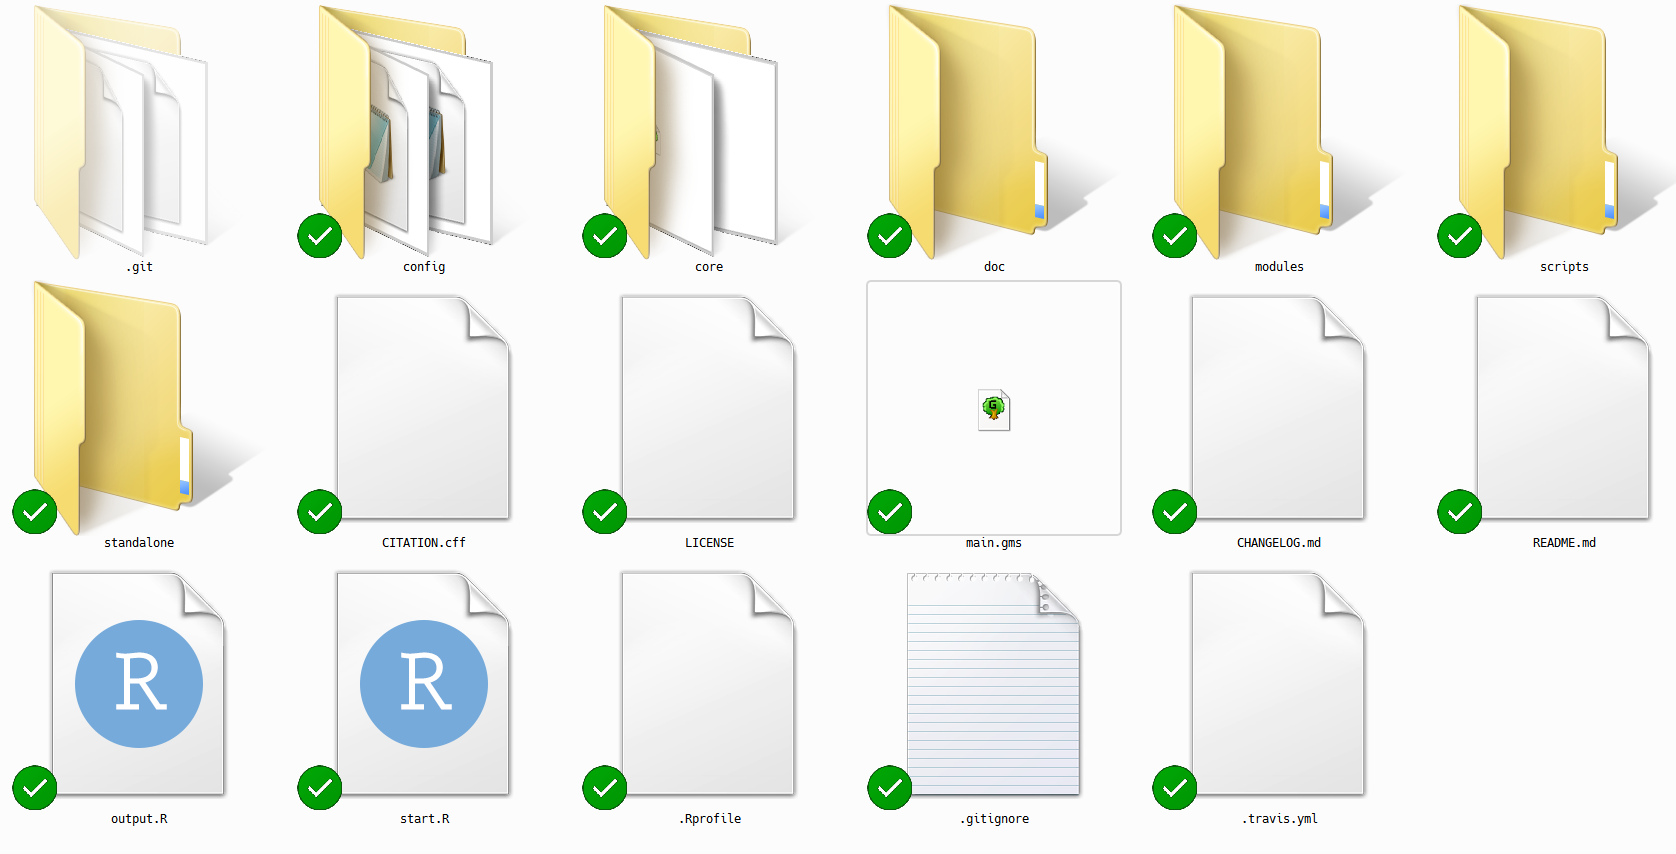 .git
config
core
doc
modules
scripts
standalone
CITATION.cff
LICENSE
G
main.gms
CHANGELOG.md
README.md
R
output.R
R
start.R
.Rprofile
.gitignore
.travis.yml